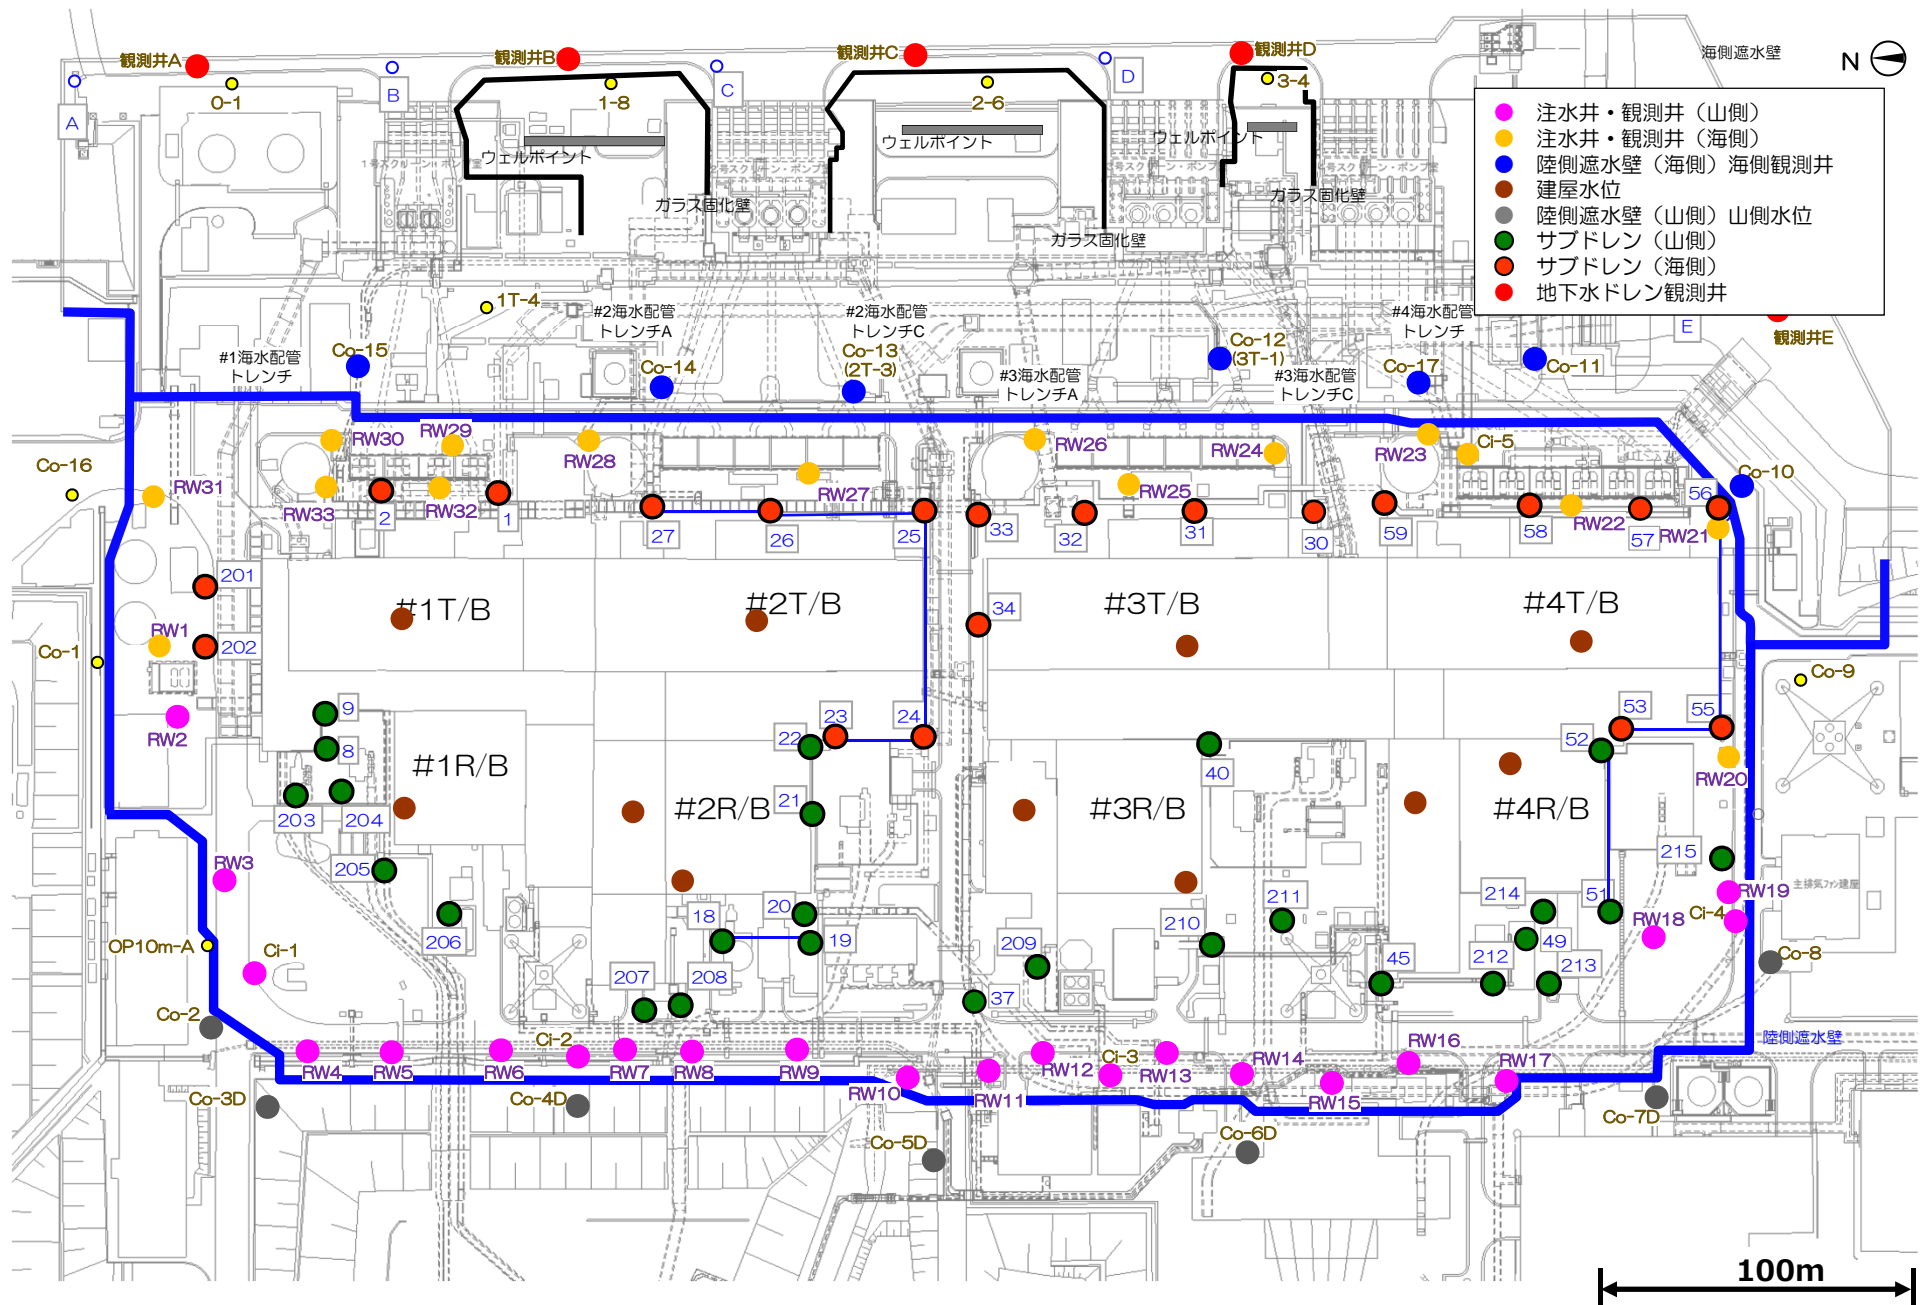 海側遮水壁
N
観測井A
観測井B
観測井C
観測井D
0-1
1-8
2-6
3-4
A
B
C
D
注水井・観測井（山側）
注水井・観測井（海側）
陸側遮水壁（海側）海側観測井
建屋水位
陸側遮水壁（山側）山側水位
サブドレン（山側）
サブドレン（海側）
地下水ドレン観測井
ウェルポイント
ウェルポイント
ウェルポイント
ガラス固化壁
ガラス固化壁
ガラス固化壁
1T-4
#2海水配管
トレンチA
#2海水配管
トレンチC
#4海水配管
トレンチ
E
観測井E
#1海水配管
トレンチ
Co-15
Co-14
Co-13
(2T-3)
#3海水配管
トレンチA
Co-12
(3T-1)
#3海水配管
トレンチC
Co-17
Co-11
RW30
RW29
RW28
RW27
RW26
RW25
RW24
RW23
Ci-5
Co-16
RW31
RW33
2
RW32
1
27
26
25
33
32
31
30
59
58
RW22
57
56
RW21
Co-10
201
202
RW1
Co-1
RW2
#1T/B
#2T/B
34
#3T/B
#4T/B
Co-9
9
8
22
23
24
40
52
53
55
RW20
#1R/B
#2R/B
#3R/B
#4R/B
203
204
21
215
主排気ファン建屋
RW3
205
206
18
20
19
210
211
214
51
49
RW18
RW19
Ci-4
OP10m-A
Ci-1
207
208
209
37
45
212
213
Co-8
Co-2
陸側遮水壁
RW4
RW5
RW6
Ci-2
RW7
RW8
RW9
RW10
RW11
RW12
Ci-3
RW13
RW14
RW15
RW16
RW17
Co-3D
Co-4D
Co-5D
Co-6D
Co-7D
100m